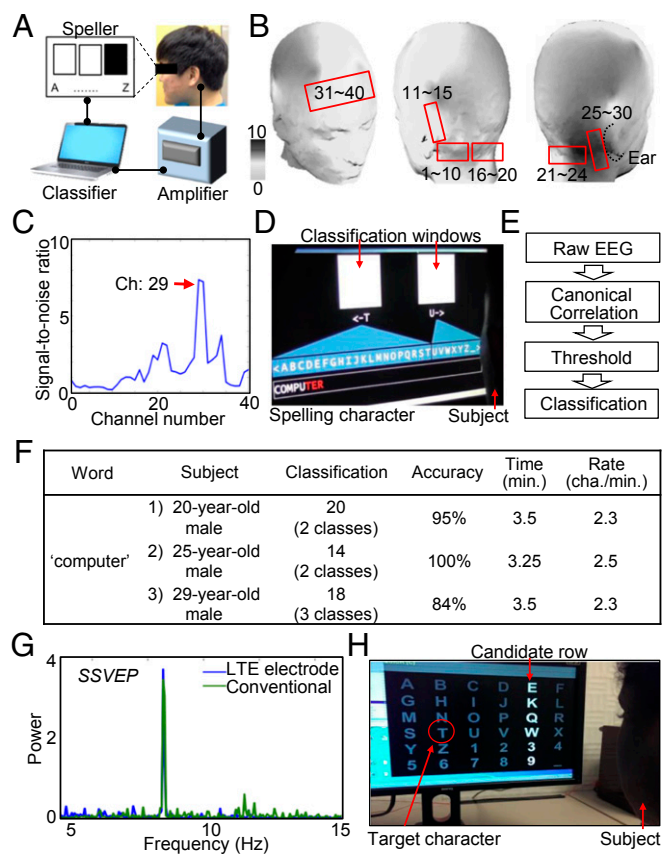 A
Speller
A ....... Z
Classifier
Amplifier
B
31~40
11~15
25~30
Ear
1~10
16~20
21~24
10
0
C
Signal-to-noise ratio
10
5
0
0
20
40
Ch: 29
Channel number
D
Classification windows
<-T
U->
<ABCDEFGHIJKLMNOPQRSTUVWXYZ_>
COMPUTER
Spelling character
Subject
E
Raw EEG
Canonical
Correlation
Threshold
Classification
F
Word Subject Classification Accuracy Time (min.) Rate (cha./min.)
'computer'
1) 20-year-old male 20 (2 classes) 95% 3.5 2.3
2) 25-year-old male 14 (2 classes) 100% 3.25 2.5
3) 29-year-old male 18 (3 classes) 84% 3.5 2.3
G
SSVEP
LTE electrode
Conventional
Power
4
2
0
5 10 15
Frequency (Hz)
H
Candidate row
A B C D E F
G H I J K L
M N O P Q R
S T U V W X
Y Z 1 2 3 4
5 6 7 8 9 _
Target character
Subject